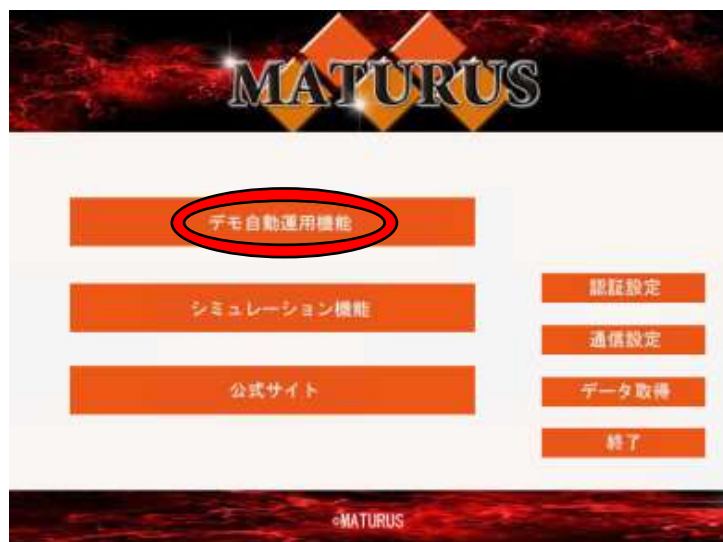 MATURUS
デモ自動運用機能
シミュレーション機能
公式サイト
認証設定
通信設定
データ取得
終了
©MATURUS